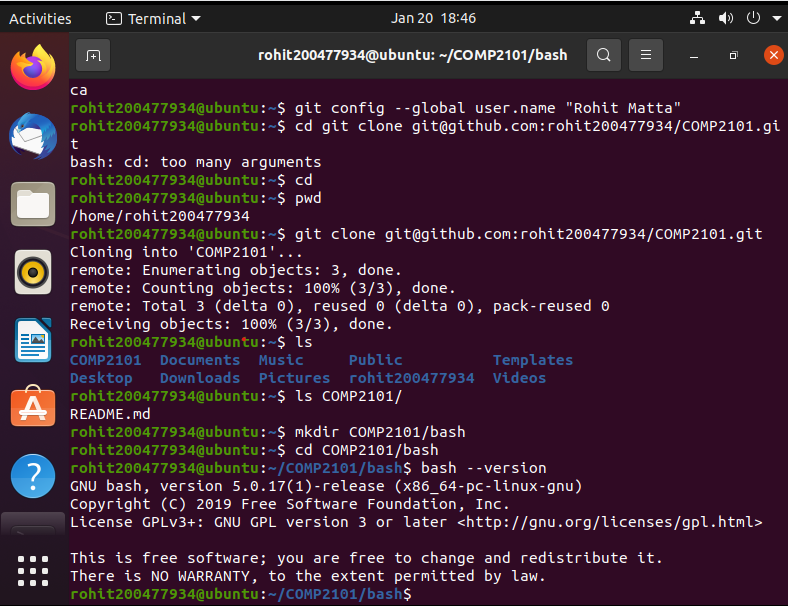 Activities Terminal Jan 20 18:46
rohit200477934@ubuntu: ~/COMP2101/bash
ca
rohit200477934@ubuntu:~$ git config --global user.name "Rohit Matta"
rohit200477934@ubuntu:~$ cd git clone git@github.com:rohit200477934/COMP2101.gi
t
bash: cd: too many arguments
rohit200477934@ubuntu:~$ cd
rohit200477934@ubuntu:~$ pwd
/home/rohit200477934
rohit200477934@ubuntu:~$ git clone git@github.com:rohit200477934/COMP2101.git
Cloning into 'COMP2101'...
remote: Enumerating objects: 3, done.
remote: Counting objects: 100% (3/3), done.
remote: Total 3 (delta 0), reused 0 (delta 0), pack-reused 0
Receiving objects: 100% (3/3), done.
rohit200477934@ubuntu:~$ ls
COMP2101  Documents  Music     Public          Templates
Desktop   Downloads  Pictures  rohit200477934  Videos
rohit200477934@ubuntu:~$ ls COMP2101/
README.md
rohit200477934@ubuntu:~$ mkdir COMP2101/bash
rohit200477934@ubuntu:~$ cd COMP2101/bash
rohit200477934@ubuntu:~/COMP2101/bash$ bash --version
GNU bash, version 5.0.17(1)-release (x86_64-pc-linux-gnu)
Copyright (C) 2019 Free Software Foundation, Inc.
License GPLv3+: GNU GPL version 3 or later <http://gnu.org/licenses/gpl.html>

This is free software; you are free to change and redistribute it.
There is NO WARRANTY, to the extent permitted by law.
rohit200477934@ubuntu:~/COMP2101/bash$